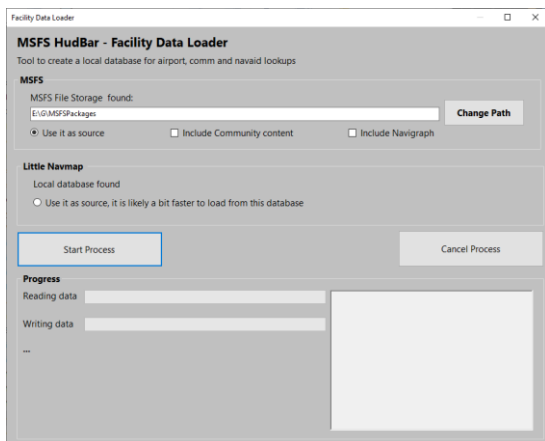 Facility Data Loader
MSFS HudBar - Facility Data Loader
Tool to create a local database for airport, comm and navaid lookups
MSFS
MSFS File Storage found:
E:\G\MSFSPackages
Change Path
Use it as source
Include Community content
Include Navigraph
Little Navmap
Local database found
Use it as source, it is likely a bit faster to load from this database
Start Process
Cancel Process
Progress
Reading data
Writing data
...